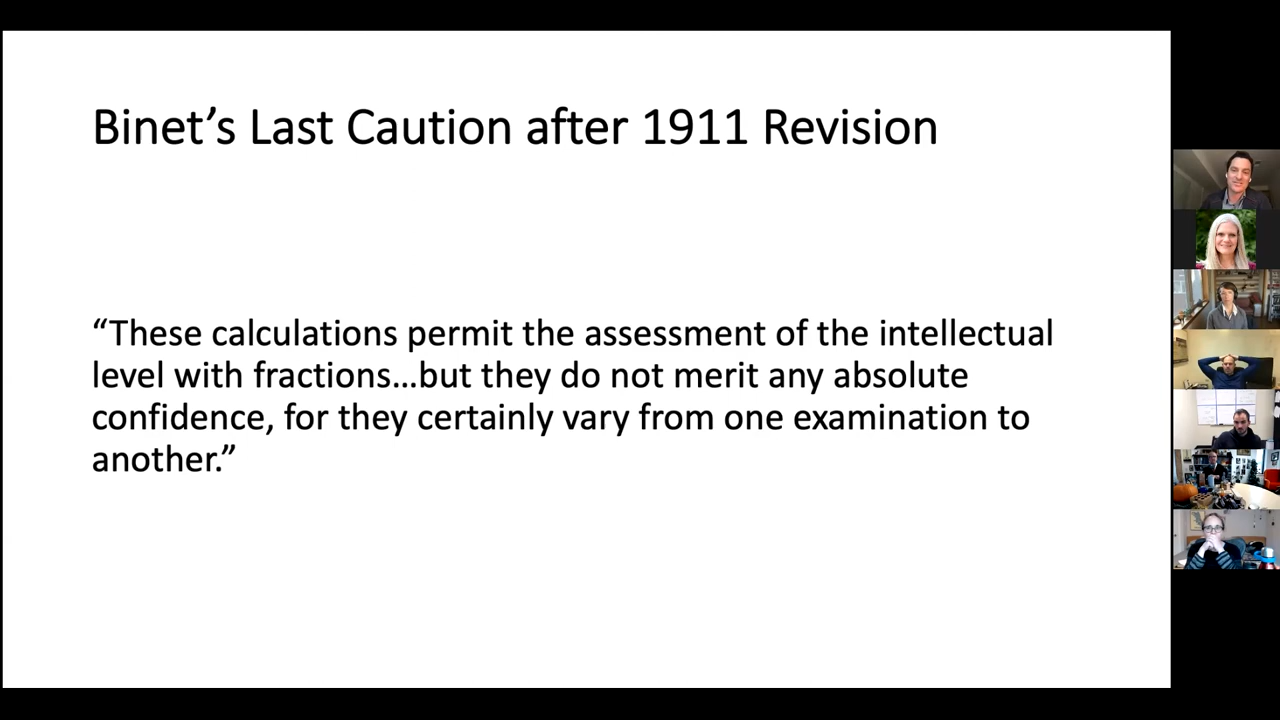 Binet’s Last Caution after 1911 Revision
“These calculations permit the assessment of the intellectual
level with fractions…but they do not merit any absolute
confidence, for they certainly vary from one examination to
another.”